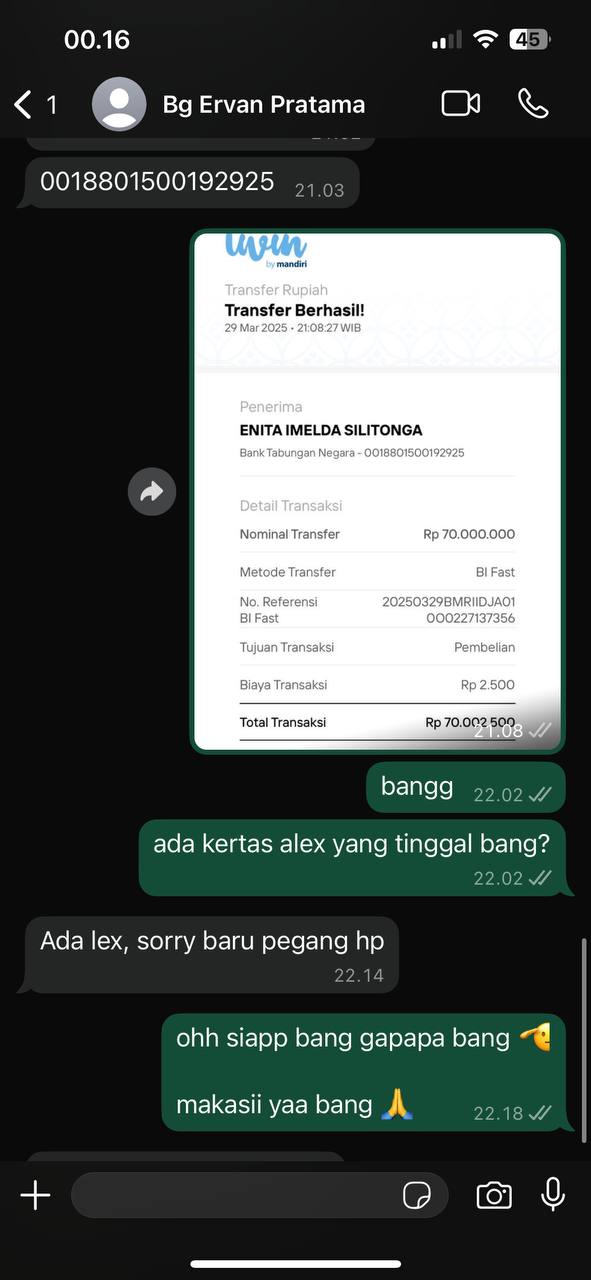 00.16
45
1
Bg Ervan Pratama
0018801500192925 21.03
livin
by mandiri
Transfer Rupiah
Transfer Berhasil!
29 Mar 2025 • 21:08:27 WIB
Penerima
ENITA IMELDA SILITONGA
Bank Tabungan Negara - 0018801500192925
Detail Transaksi
Nominal Transfer Rp 70.000.000
Metode Transfer BI Fast
No. Referensi 20250329BMRIIDJA01
BI Fast 0O0227137356
Tujuan Transaksi Pembelian
Biaya Transaksi Rp 2.500
Total Transaksi Rp 70.002.500
21.08
bangg 22.02
ada kertas alex yang tinggal bang?
22.02
Ada lex, sorry baru pegang hp
22.14
ohh siapp bang gapapa bang 🫡
makasii yaa bang 🙏 22.18